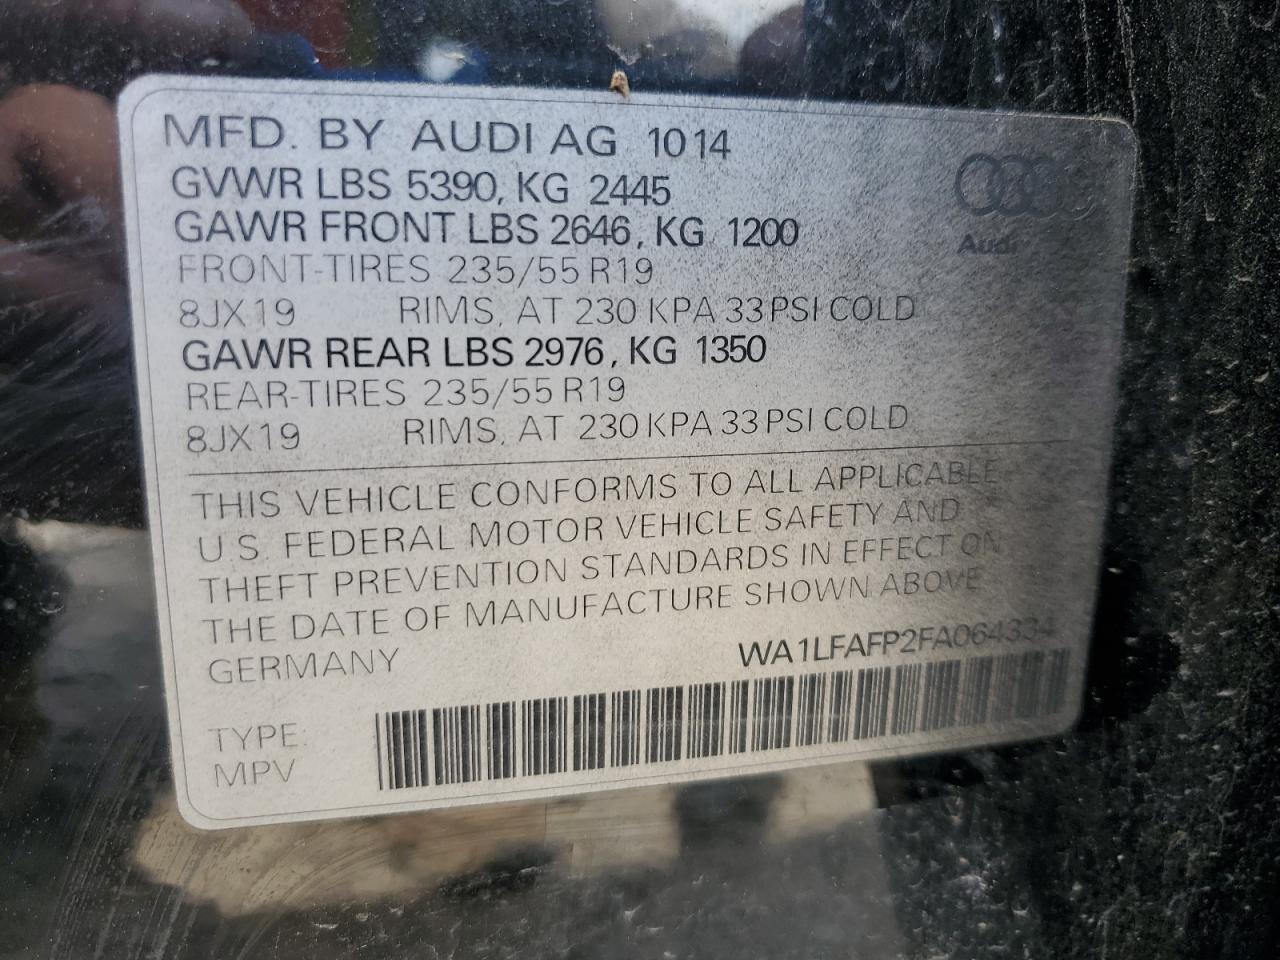 MFD. BY AUDI AG 10 14
GVWR LBS 5390, KG 2445
GAWR FRONT LBS 2646, KG 1200
FRONT-TIRES 235/55 R19
8JX19 RIMS, AT 230 KPA 33 PSI COLD
GAWR REAR LBS 2976, KG 1350
REAR-TIRES 235/55 R19
8JX19 RIMS, AT 230 KPA 33 PSI COLD
Audi
THIS VEHICLE CONFORMS TO ALL APPLICABLE
U.S. FEDERAL MOTOR VEHICLE SAFETY AND
THEFT PREVENTION STANDARDS IN EFFECT ON
THE DATE OF MANUFACTURE SHOWN ABOVE
GERMANY
WA1LFAFP2FA064334
TYPE:
MPV